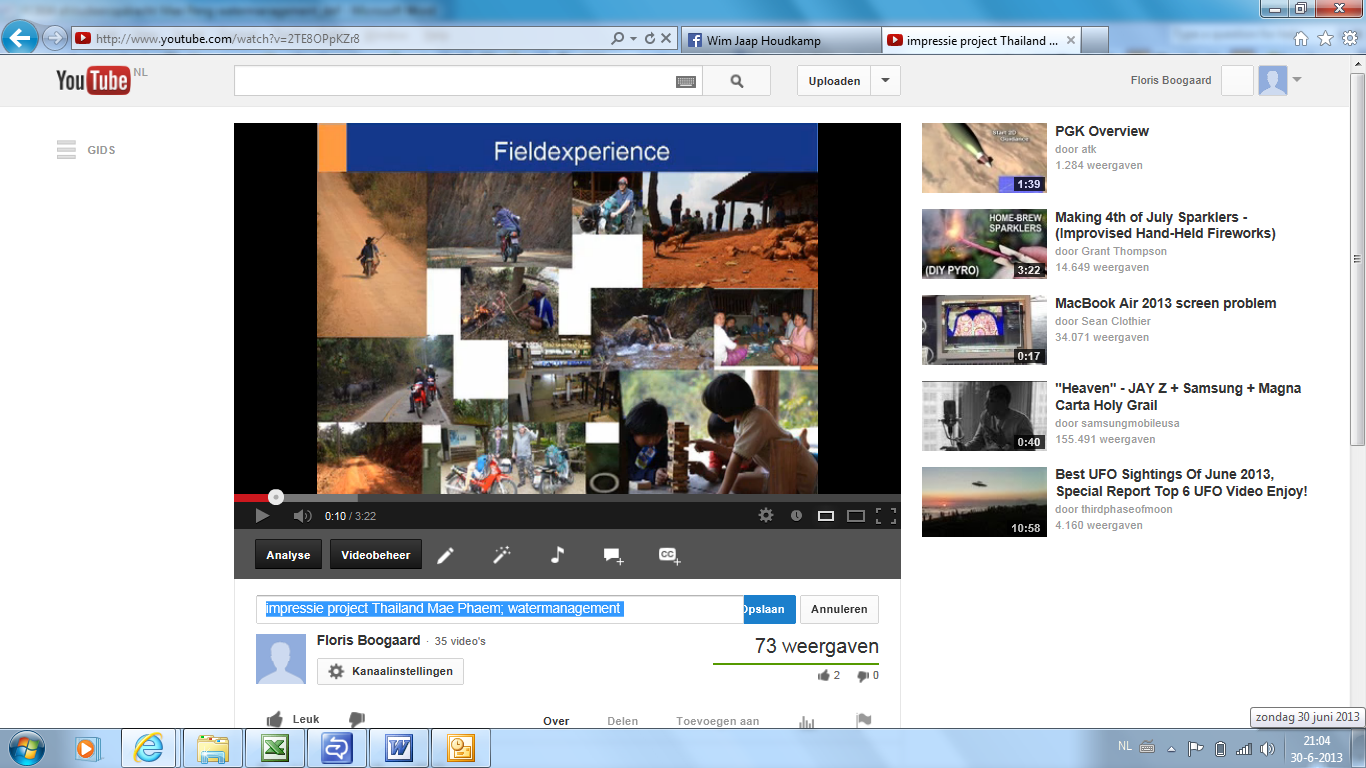 http://www.youtube.com/watch?v=2TE8OPpKZr8
Wim Jaap Houdkamp
impressie project Thailand ...
YouTube NL
Uploaden
Floris Boogaard
GIDS
Fieldexperience
0:10 / 3:22
Analyse
Videobeheer
CC
impressie project Thailand Mae Phaem; watermanagement
Opslaan
Annuleren
Floris Boogaard · 35 video's
73 weergaven
Kanaalinstellingen
2
0
Leuk
Over
Delen
Toevoegen aan
1:39
PGK Overview
door atk
1.284 weergaven
HOME-BREW
SPARKLERS
(DIY PYRO)
3:22
Making 4th of July Sparklers -
(Improvised Hand-Held Fireworks)
door Grant Thompson
14.649 weergaven
0:17
MacBook Air 2013 screen problem
door Sean Clothier
34.071 weergaven
0:40
"Heaven" - JAY Z + Samsung + Magna
Carta Holy Grail
door samsungmobileusa
155.491 weergaven
10:58
Best UFO Sightings Of June 2013,
Special Report Top 6 UFO Video Enjoy!
door thirdphaseofmoon
4.160 weergaven
zondag 30 juni 2013
NL
21:04
30-6-2013